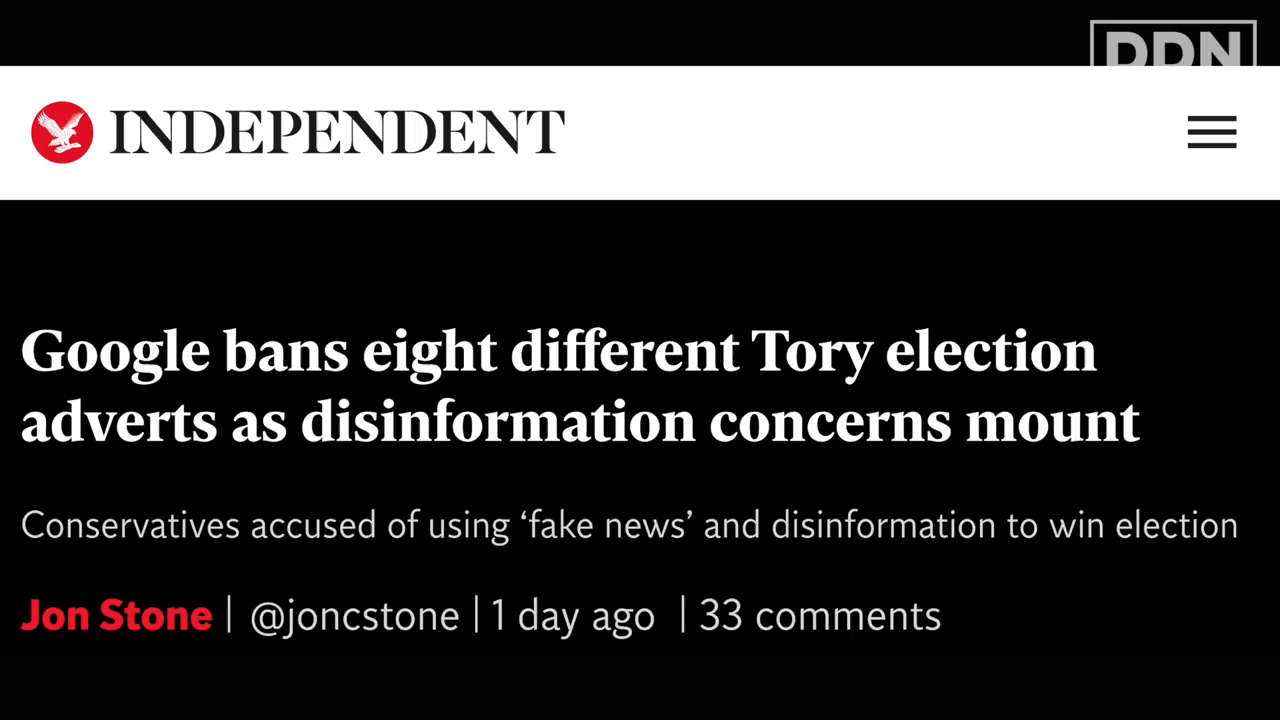 DDN
INDEPENDENT
Google bans eight different Tory election
adverts as disinformation concerns mount
Conservatives accused of using ‘fake news’ and disinformation to win election
Jon Stone | @joncstone | 1 day ago | 33 comments